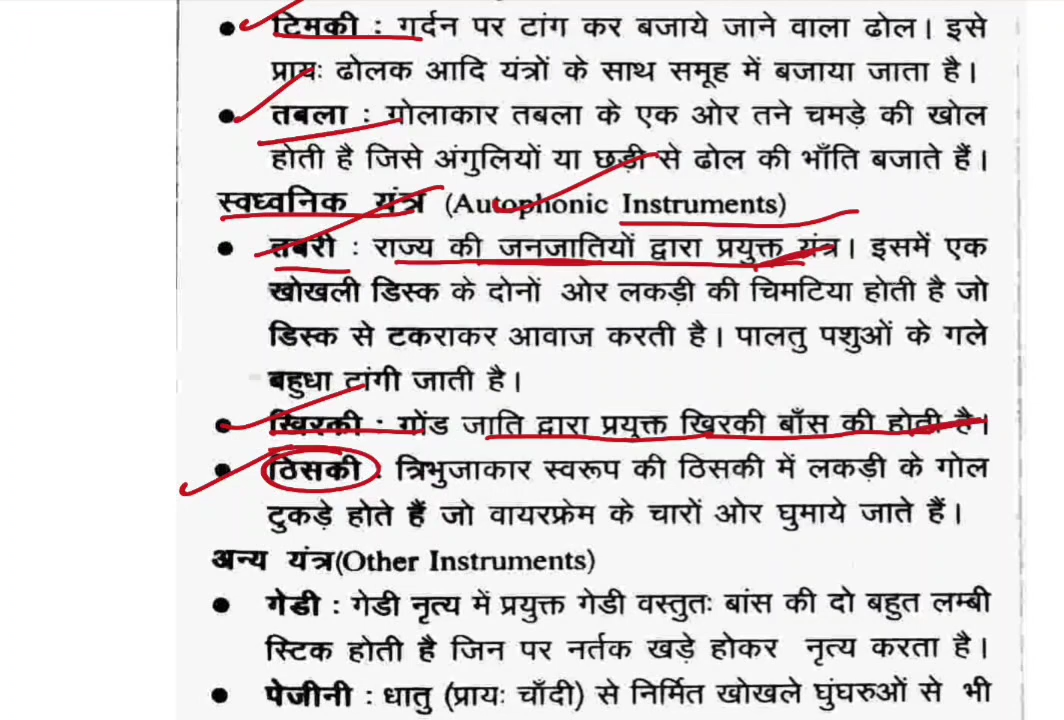 ● टिमकी : गर्दन पर टांग कर बजाये जाने वाला ढोल। इसे
प्रायः ढोलक आदि यंत्रों के साथ समूह में बजाया जाता है।
● तबला : गोलाकार तबला के एक ओर तने चमड़े की खोल
होती है जिसे अंगुलियों या छड़ी से ढोल की भाँति बजाते हैं।
स्वध्वनिक यंत्र (Autophonic Instruments)
● तबरी : राज्य की जनजातियों द्वारा प्रयुक्त यंत्र। इसमें एक
खोखली डिस्क के दोनों ओर लकड़ी की चिमटिया होती है जो
डिस्क से टकराकर आवाज करती है। पालतु पशुओं के गले
बहुधा टांगी जाती है।
● खिरकी : गोंड जाति द्वारा प्रयुक्त खिरकी बाँस की होती है।
● ठिसकी : त्रिभुजाकार स्वरूप की ठिसकी में लकड़ी के गोल
टुकड़े होते हैं जो वायरफ्रेम के चारों ओर घुमाये जाते हैं।
अन्य यंत्र(Other Instruments)
● गेडी : गेडी नृत्य में प्रयुक्त गेडी वस्तुतः बांस की दो बहुत लम्बी
स्टिक होती है जिन पर नर्तक खड़े होकर नृत्य करता है।
● पेजीनी : धातु (प्रायः चाँदी) से निर्मित खोखले घुंघरुओं से भी